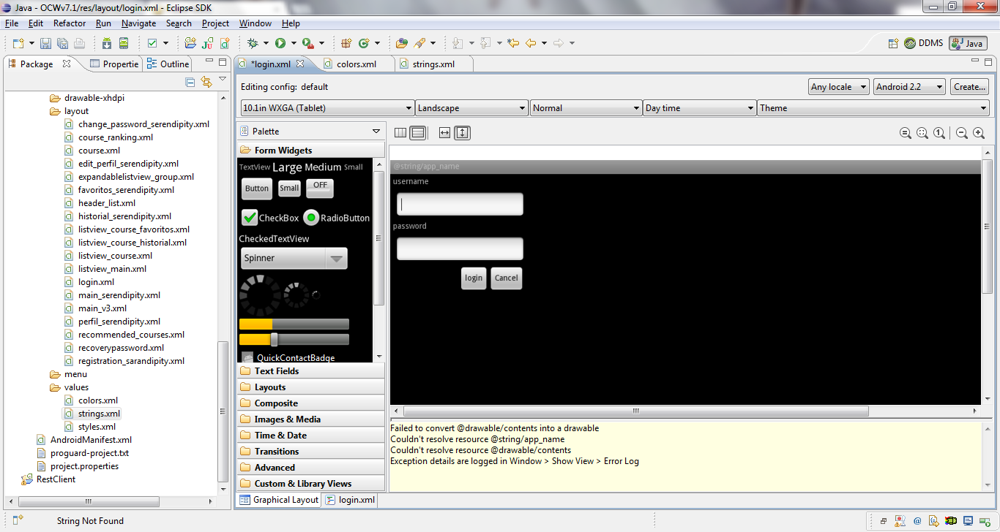 Java - OCWv7.1/res/layout/login.xml - Eclipse SDK
File Edit Refactor Run Navigate Search Project Window Help
DDMS Java
Package Propertie Outline
*login.xml colors.xml strings.xml
Editing config: default
Any locale Android 2.2 Create...
10.1in WXGA (Tablet) Landscape Normal Day time Theme
drawable-xhdpi
layout
change_password_serendipity.xml
course_ranking.xml
course.xml
edit_perfil_serendipity.xml
expandablelistview_group.xml
favoritos_serendipity.xml
header_list.xml
historial_serendipity.xml
listview_course_favoritos.xml
listview_course_historial.xml
listview_course.xml
listview_main.xml
login.xml
main_serendipity.xml
main_v3.xml
perfil_serendipity.xml
recommended_courses.xml
recoverypassword.xml
registration_sarandipity.xml
menu
values
colors.xml
strings.xml
styles.xml
AndroidManifest.xml
proguard-project.txt
project.properties
RestClient
Palette
Form Widgets
TextView Large Medium Small
Button Small OFF
CheckBox RadioButton
CheckedTextView
Spinner
QuickContactBadge
Text Fields
Layouts
Composite
Images & Media
Time & Date
Transitions
Advanced
Custom & Library Views
@string/app_name
username
password
login Cancel
Failed to convert @drawable/contents into a drawable
Couldn't resolve resource @string/app_name
Couldn't resolve resource @drawable/contents
Exception details are logged in Window > Show View > Error Log
Graphical Layout login.xml
String Not Found